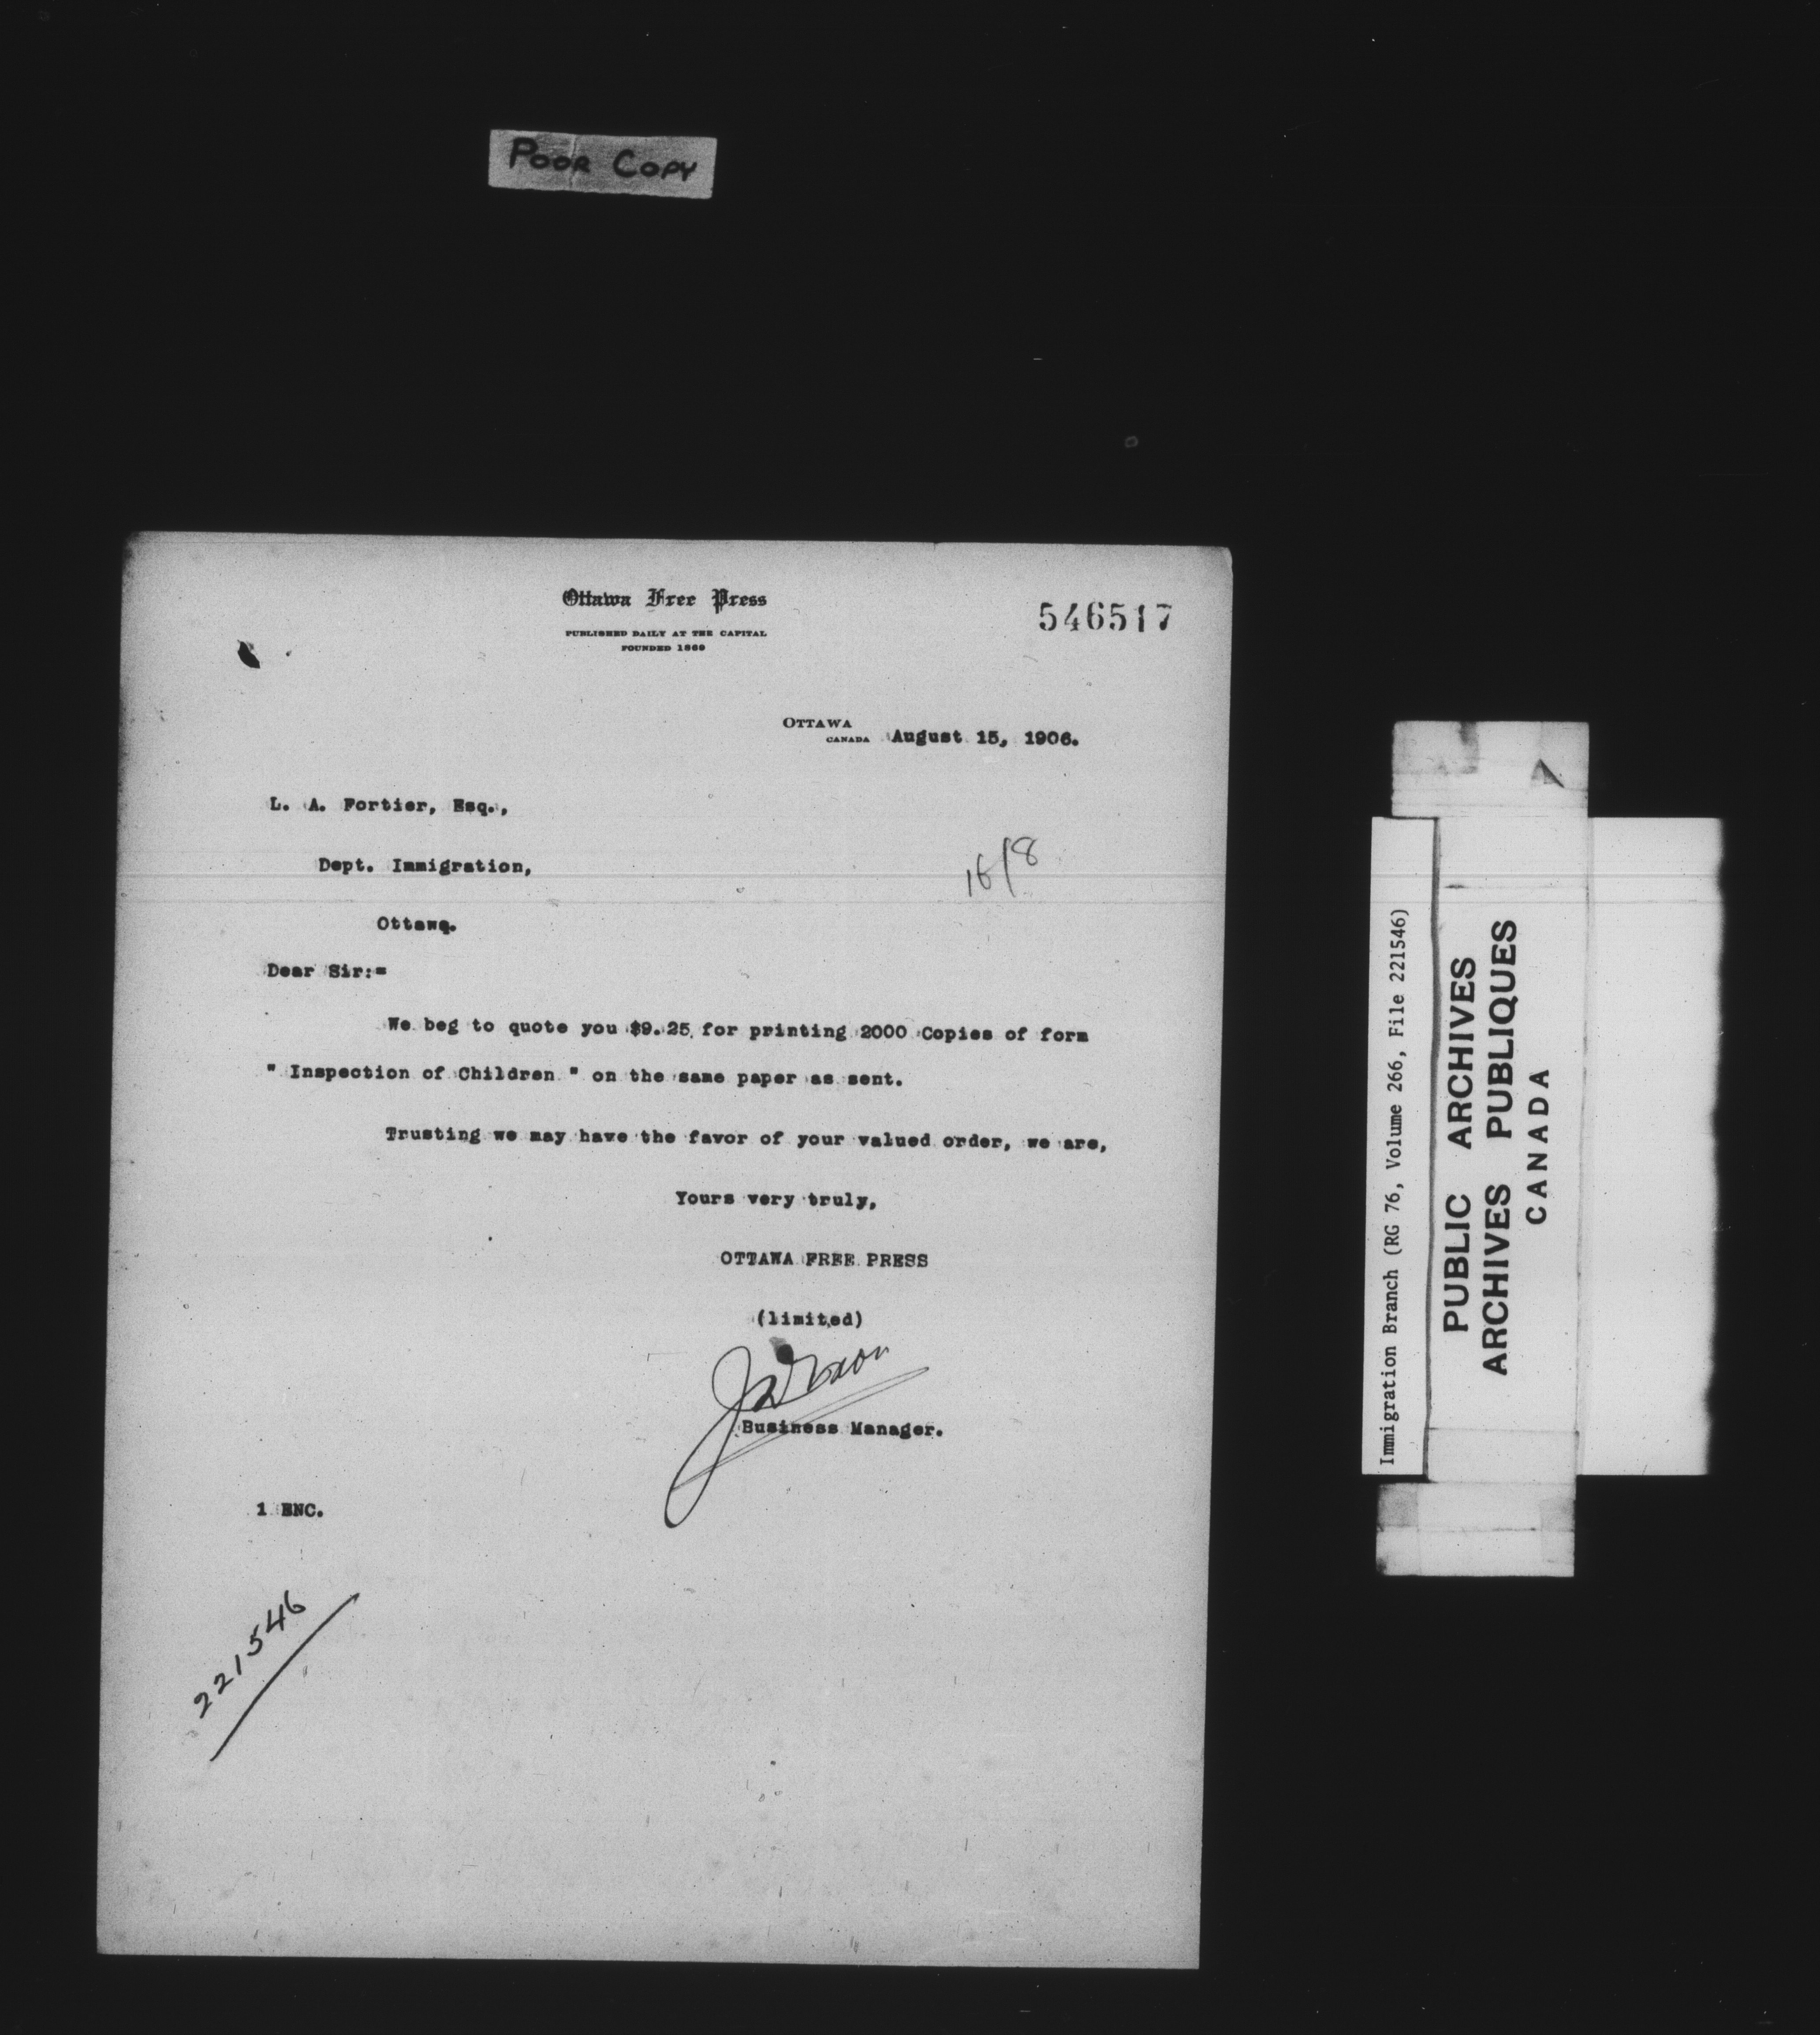 POOR COPY
Ottawa Free Press
PUBLISHED DAILY AT THE CAPITAL
FOUNDED 1869
546517
OTTAWA
CANADA August 15, 1906.
L. A. Fortier, Esq.,
16/8
Dept. Immigration,
Ottawa.
Dear Sir:=
We beg to quote you $9.25 for printing 2000 Copies of form
" Inspection of Children " on the same paper as sent.
Trusting we may have the favor of your valued order, we are,
Yours very truly,
OTTAWA FREE PRESS
(limited)
Business Manager.
1 ENC.
221546
Immigration Branch (RG 76, Volume 266, File 221546)
PUBLIC ARCHIVES
ARCHIVES PUBLIQUES
CANADA